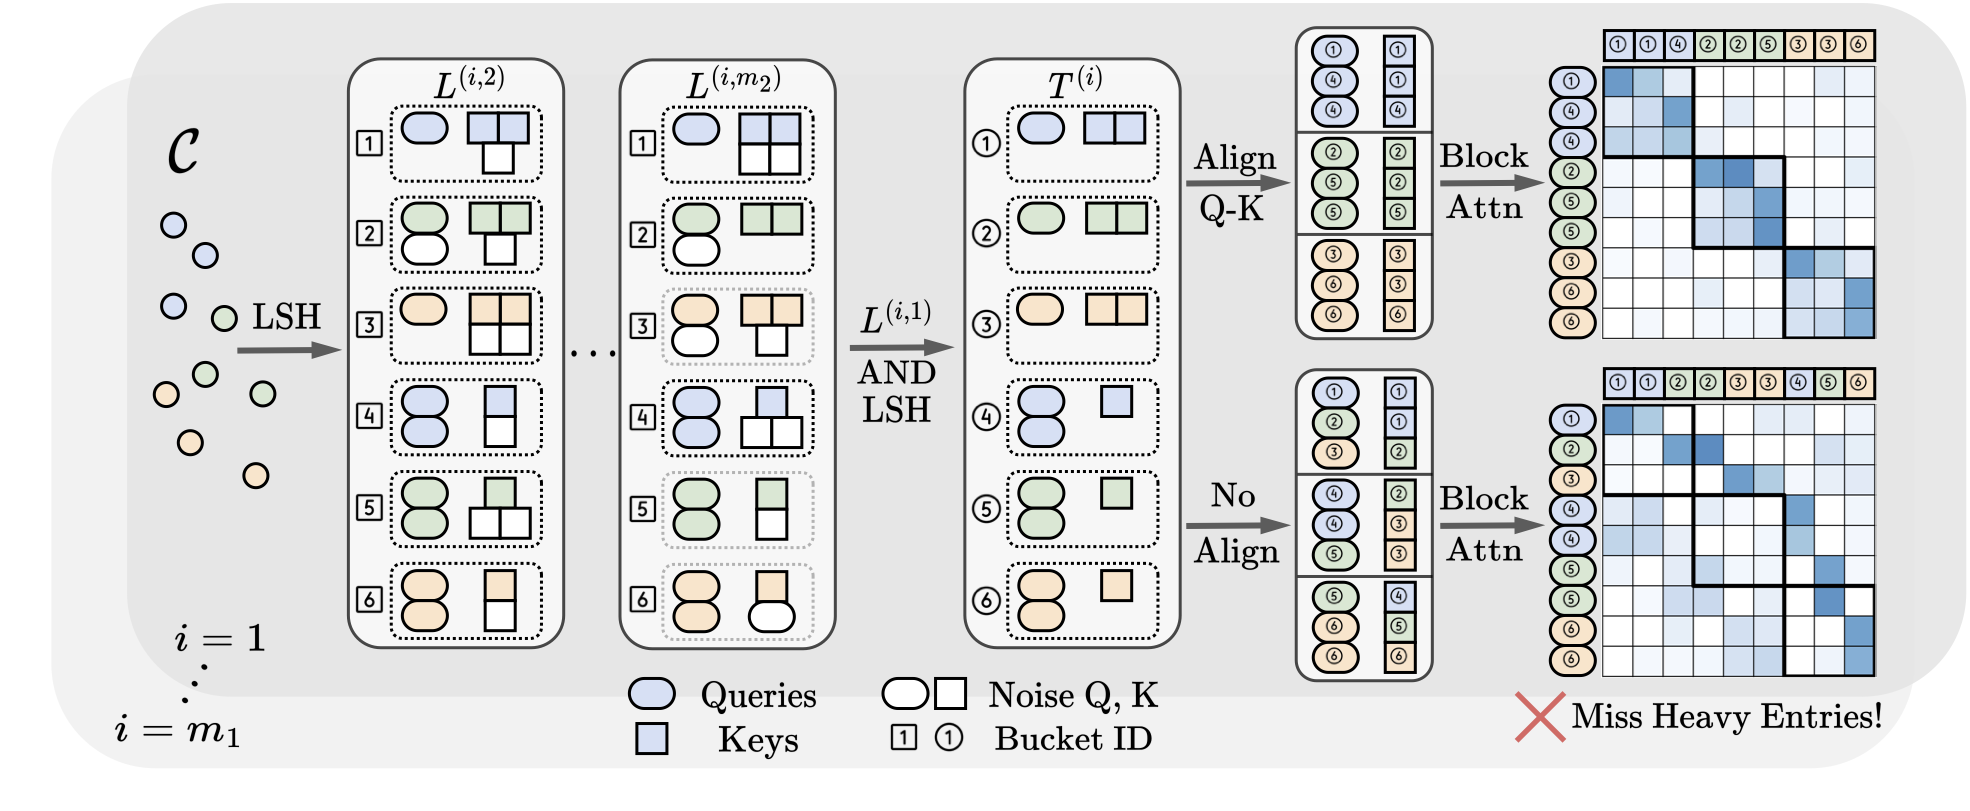 𝒞
LSH
i = 1
⋰
i = m₁
L^(i,2)
1
2
3
4
5
6
···
L^(i,m₂)
1
2
3
4
5
6
L^(i,1)
AND
LSH
T^(i)
①
②
③
④
⑤
⑥
Align
Q-K
① ①
④ ①
④ ④
② ②
⑤ ②
⑤ ⑤
③ ③
⑥ ③
⑥ ⑥
Block
Attn
① ① ④ ② ② ⑤ ③ ③ ⑥
①
④
④
②
⑤
⑤
③
⑥
⑥
No
Align
① ①
② ①
③ ②
④ ②
④ ③
⑤ ③
⑤ ④
⑥ ⑤
⑥ ⑥
Block
Attn
① ① ② ② ③ ③ ④ ⑤ ⑥
①
②
③
④
④
⑤
⑤
⑥
⑥
Queries
Noise Q, K
Keys
1 ① Bucket ID
Miss Heavy Entries!